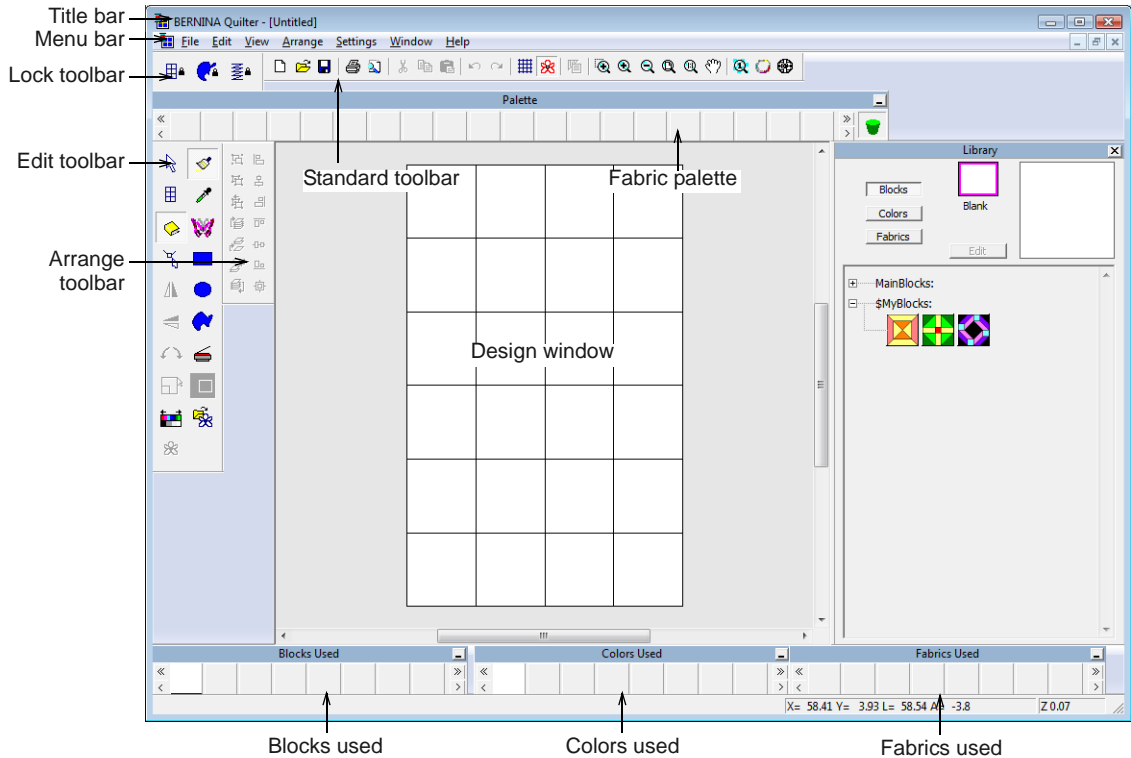 Title bar
BERNINA Quilter - [Untitled]
Menu bar
File Edit View Arrange Settings Window Help
Lock toolbar
Palette
Edit toolbar
Standard toolbar
Fabric palette
Library
Blocks
Colors
Fabrics
Blank
Edit
Arrange
toolbar
MainBlocks:
$MyBlocks:
Design window
Blocks Used
Colors Used
Fabrics Used
X= 58.41 Y= 3.93 L= 58.54 A= -3.8
Z 0.07
Blocks used
Colors used
Fabrics used